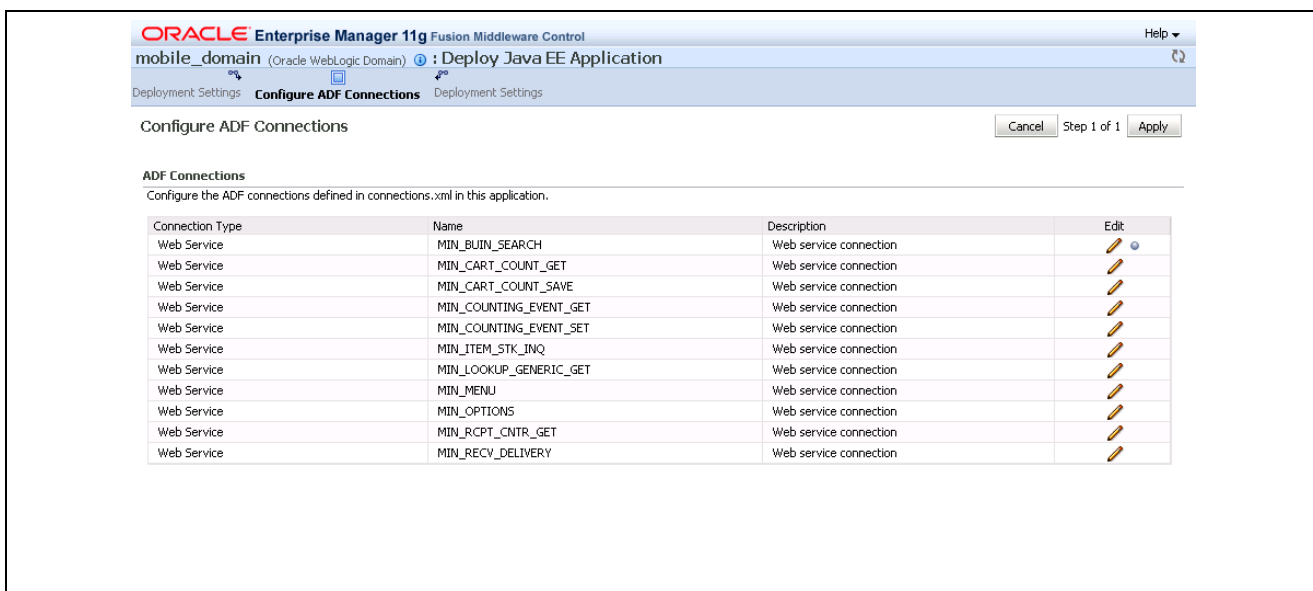 ORACLE Enterprise Manager 11g Fusion Middleware Control Help
mobile_domain (Oracle WebLogic Domain) : Deploy Java EE Application
Deployment Settings Configure ADF Connections Deployment Settings
Configure ADF Connections Cancel Step 1 of 1 Apply
ADF Connections
Configure the ADF connections defined in connections.xml in this application.
Connection Type Name Description Edit
Web Service MIN_BUIN_SEARCH Web service connection
Web Service MIN_CART_COUNT_GET Web service connection
Web Service MIN_CART_COUNT_SAVE Web service connection
Web Service MIN_COUNTING_EVENT_GET Web service connection
Web Service MIN_COUNTING_EVENT_SET Web service connection
Web Service MIN_ITEM_STK_INQ Web service connection
Web Service MIN_LOOKUP_GENERIC_GET Web service connection
Web Service MIN_MENU Web service connection
Web Service MIN_OPTIONS Web service connection
Web Service MIN_RCPT_CNTR_GET Web service connection
Web Service MIN_RECV_DELIVERY Web service connection